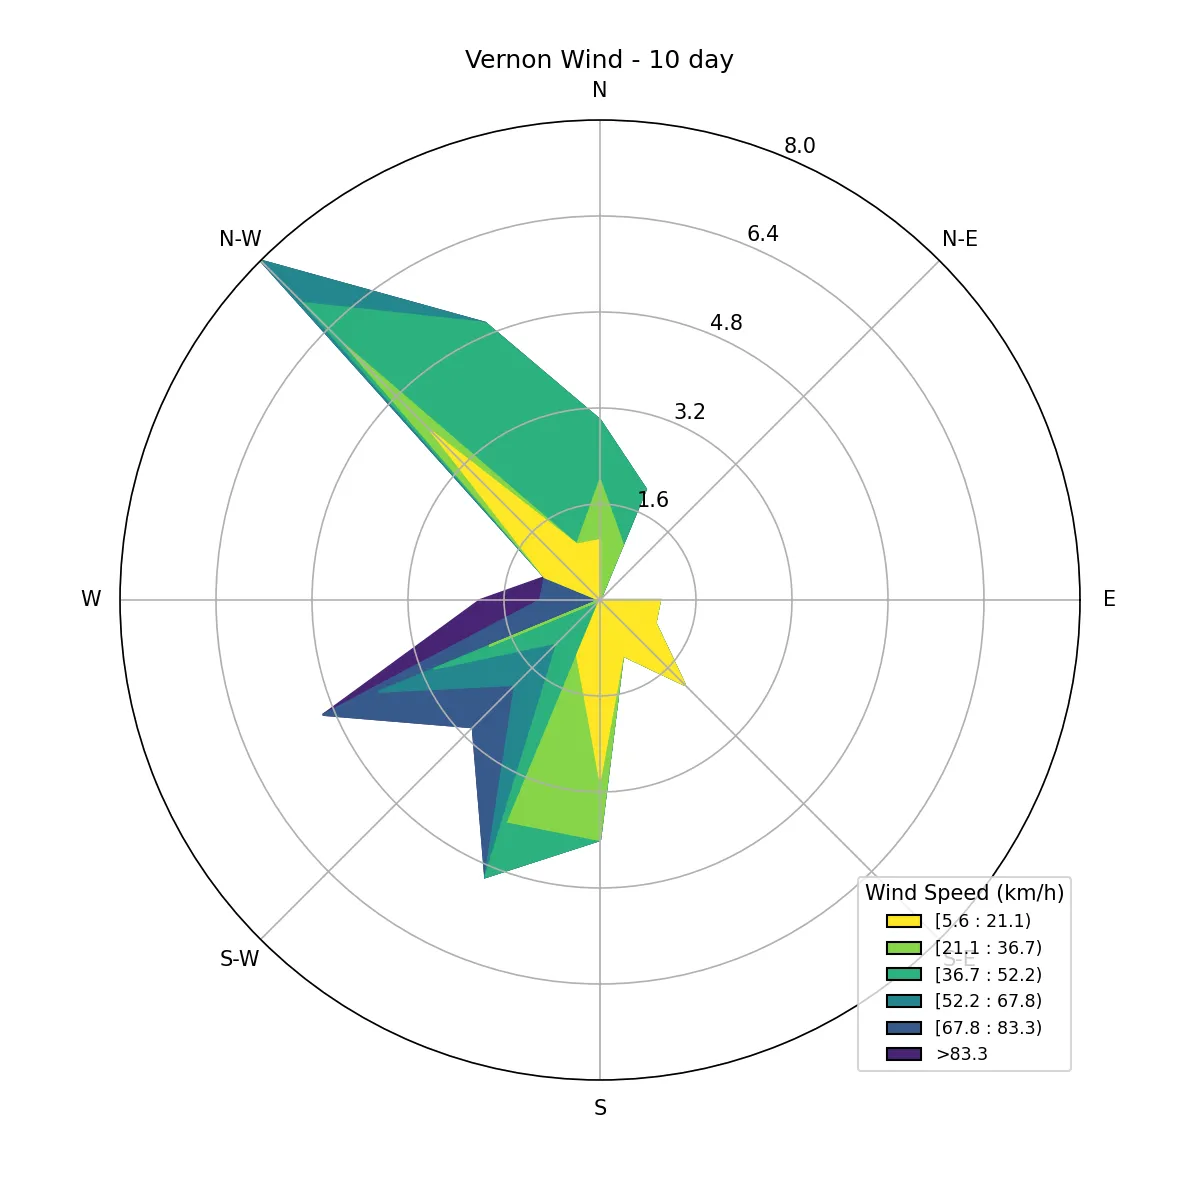 Vernon Wind - 10 day
N
8.0
6.4
N-W
N-E
4.8
3.2
1.6
W
E
Wind Speed (km/h)
[5.6 : 21.1)
[21.1 : 36.7)
S-W
S-E
[36.7 : 52.2)
[52.2 : 67.8)
[67.8 : 83.3)
>83.3
S